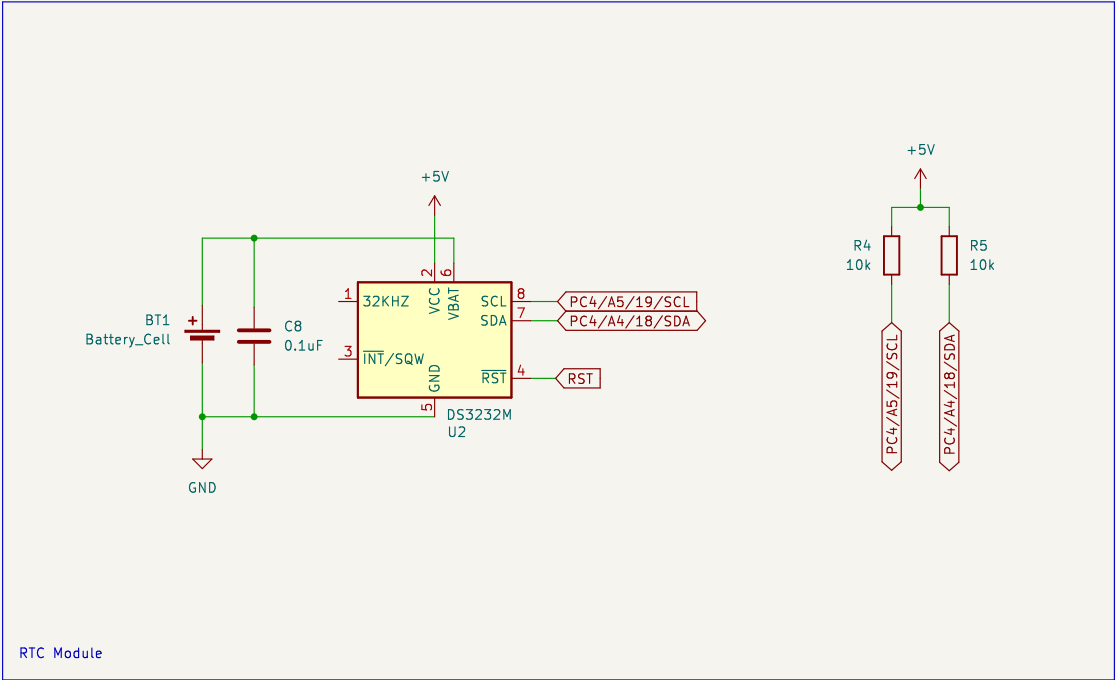 +5V
+5V
R4
10k
R5
10k
2
6
1
32KHZ
VCC
VBAT
SCL
8
PC4/A5/19/SCL
SDA
7
PC4/A4/18/SDA
BT1
Battery_Cell
+
C8
0.1uF
3
INT/SQW
GND
RST
4
RST
5
DS3232M
U2
PC4/A5/19/SCL
PC4/A4/18/SDA
GND
RTC Module